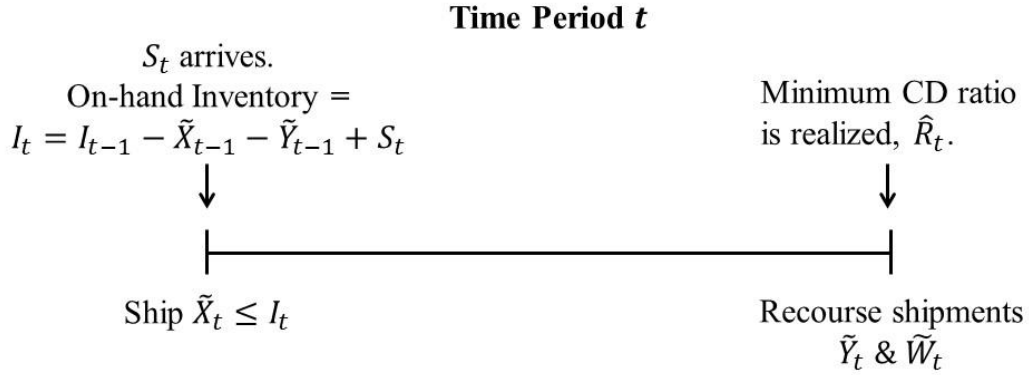 Time Period t
S_t arrives.
On-hand Inventory =
I_t = I_{t−1} − X̃_{t−1} − Ỹ_{t−1} + S_t
Minimum CD ratio
is realized, R̂_t.
Ship X̃_t ≤ I_t
Recourse shipments
Ỹ_t & W̃_t